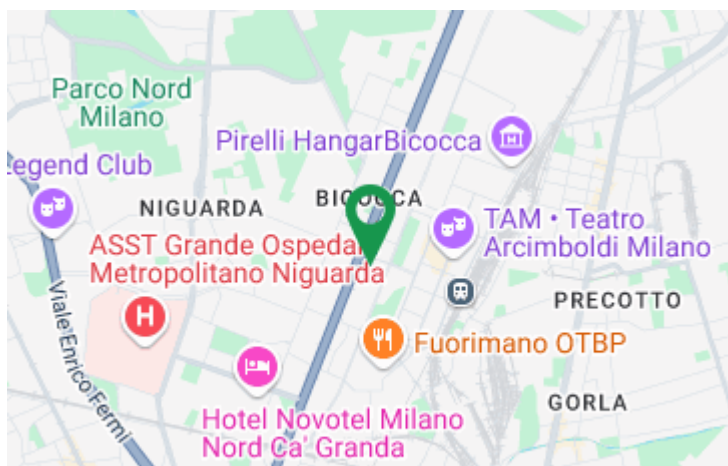 Parco Nord
Milano
Pirelli HangarBicocca
Legend Club
NIGUARDA
BICOCCA
TAM • Teatro
Arcimboldi Milano
ASST Grande Ospedale
Metropolitano Niguarda
H
PRECOTTO
Viale Enrico Fermi
Fuorimano OTBP
GORLA
Hotel Novotel Milano
Nord Ca' Granda